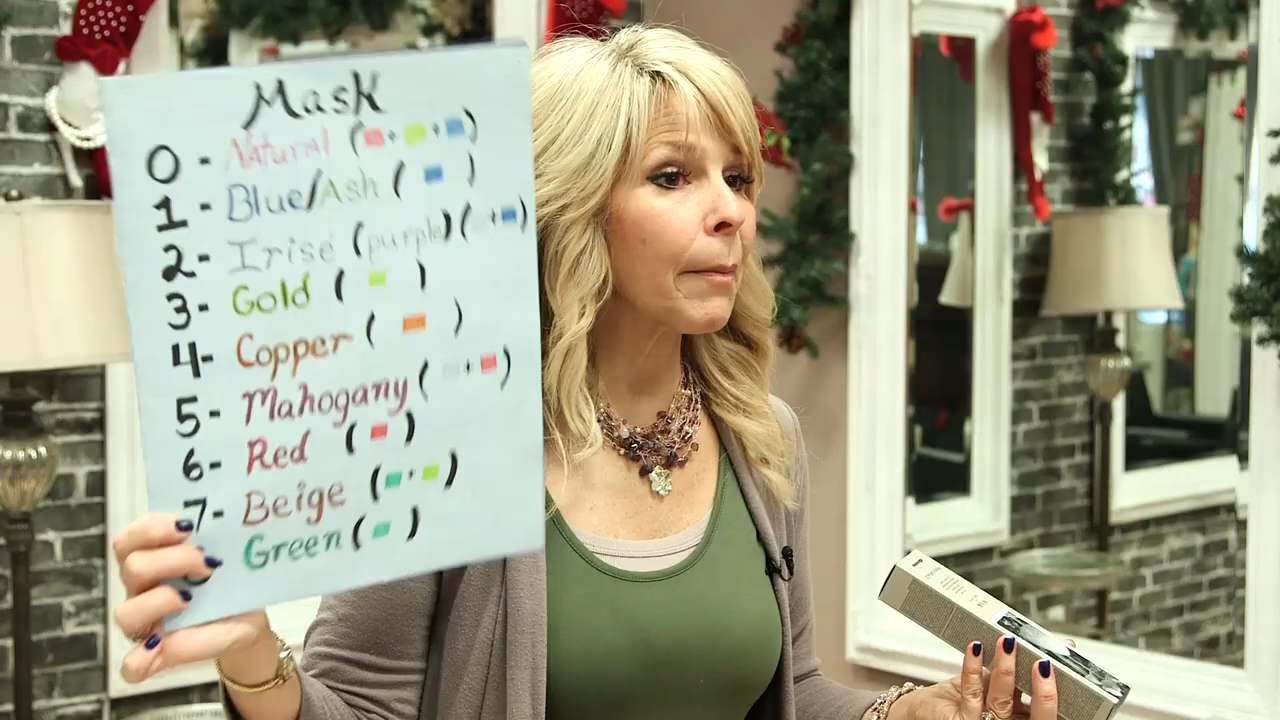 Mask
0 - Natural ( + + )
1 - Blue/Ash ( )
2 - Irisé (purple) ( + )
3 - Gold ( )
4 - Copper ( )
5 - Mahogany ( + )
6 - Red ( )
7 - Beige ( · )
Green ( )